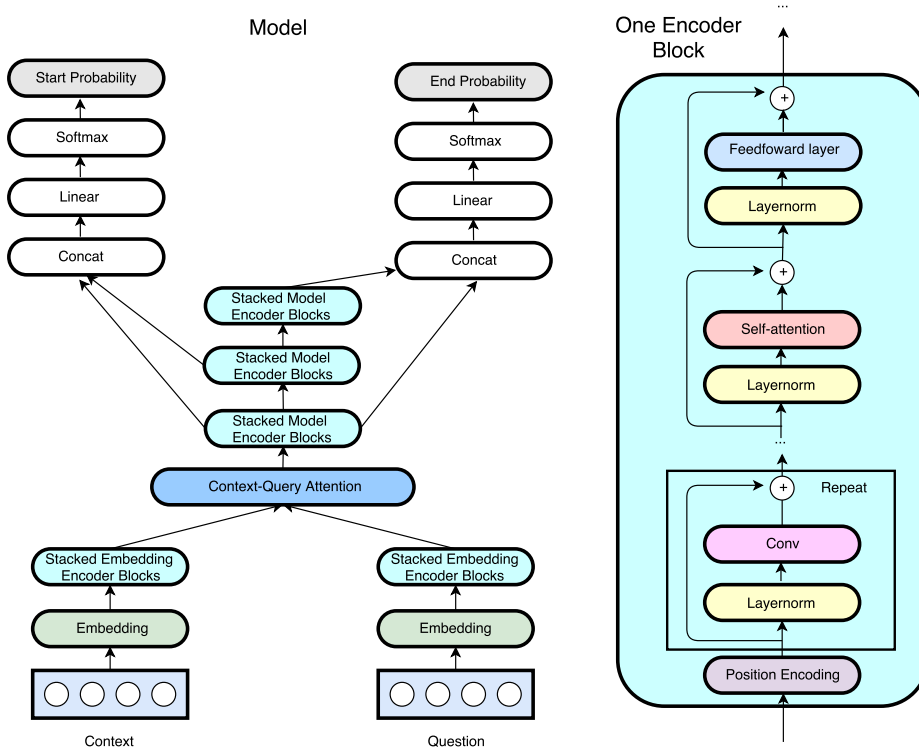 Model
Start Probability
Softmax
Linear
Concat
End Probability
Softmax
Linear
Concat
Stacked Model
Encoder Blocks
Stacked Model
Encoder Blocks
Stacked Model
Encoder Blocks
Context-Query Attention
Stacked Embedding
Encoder Blocks
Embedding
Context
Stacked Embedding
Encoder Blocks
Embedding
Question
One Encoder
Block
...
+
Feedfoward layer
Layernorm
+
Self-attention
Layernorm
...
+
Repeat
Conv
Layernorm
Position Encoding